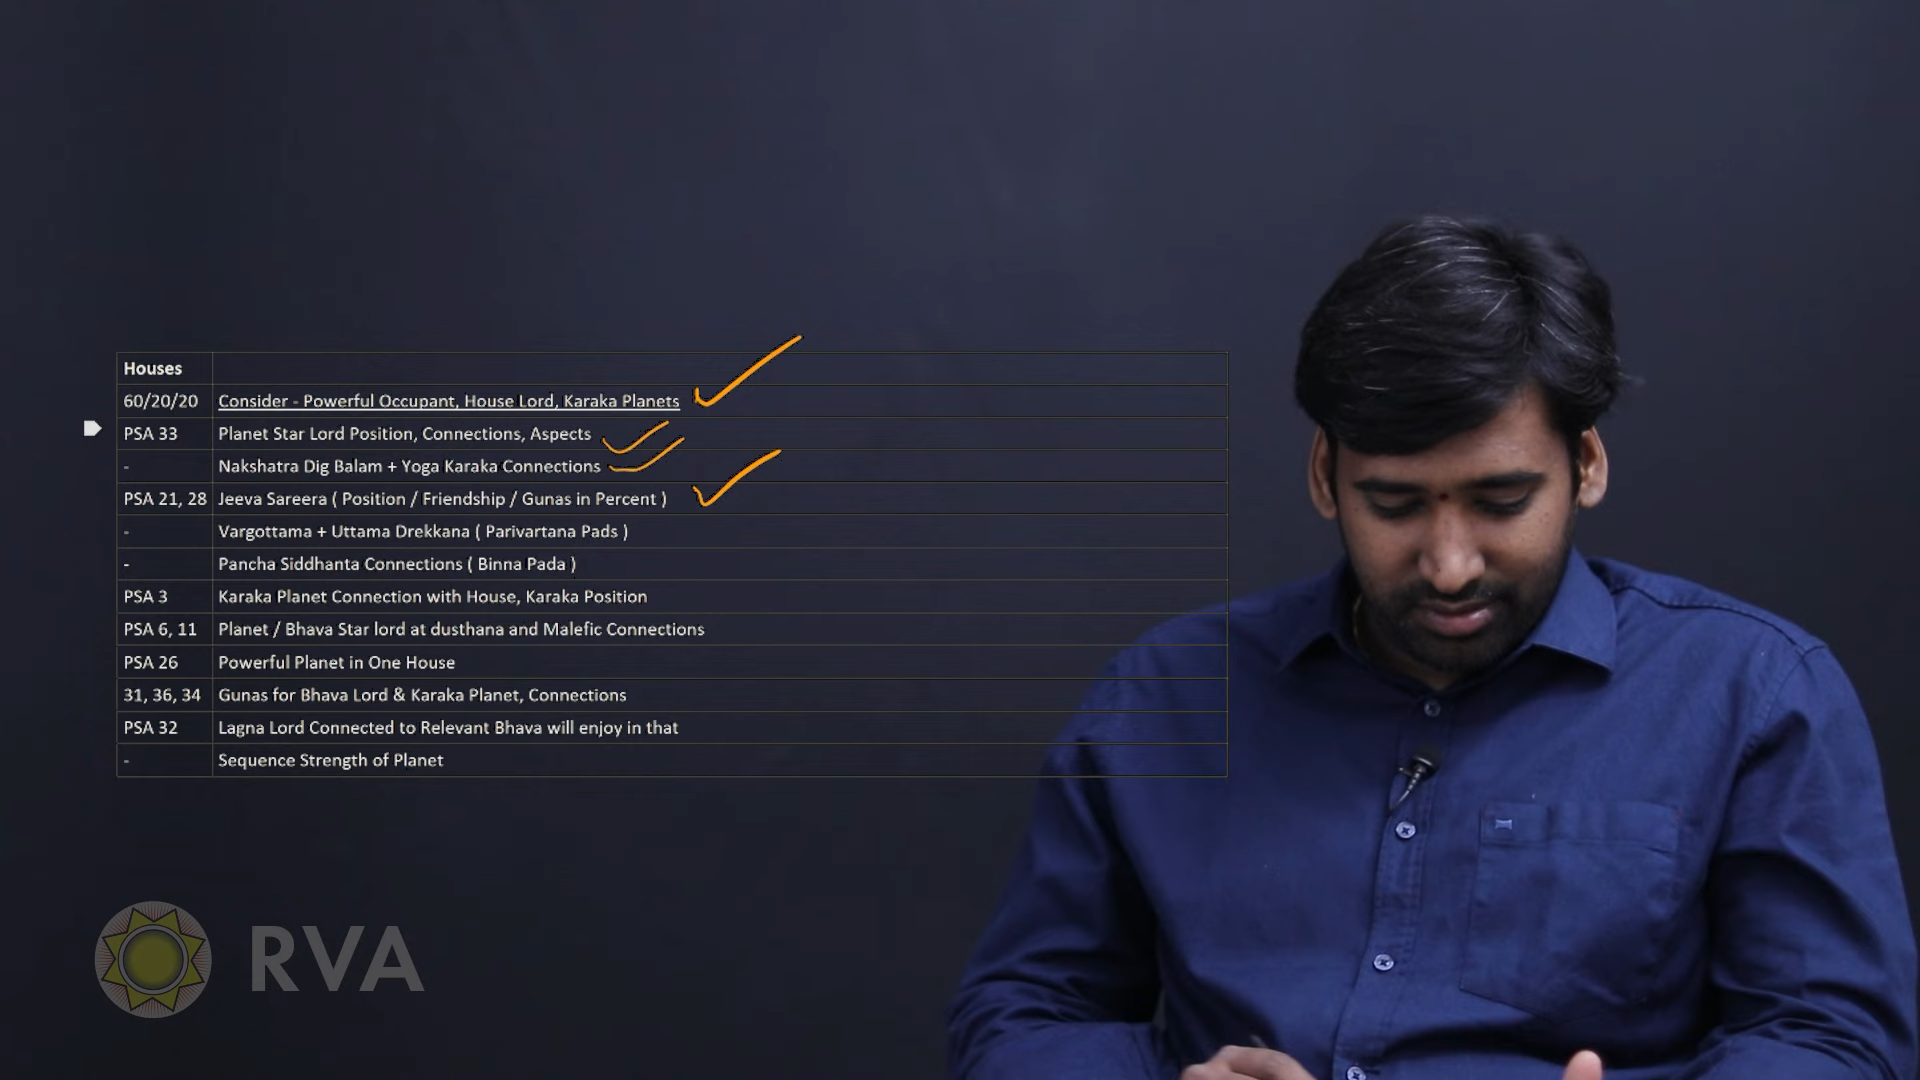 Houses
60/20/20 Consider - Powerful Occupant, House Lord, Karaka Planets
PSA 33 Planet Star Lord Position, Connections, Aspects
- Nakshatra Dig Balam + Yoga Karaka Connections
PSA 21, 28 Jeeva Sareera ( Position / Friendship / Gunas in Percent )
- Vargottama + Uttama Drekkana ( Parivartana Pads )
- Pancha Siddhanta Connections ( Binna Pada )
PSA 3 Karaka Planet Connection with House, Karaka Position
PSA 6, 11 Planet / Bhava Star lord at dusthana and Malefic Connections
PSA 26 Powerful Planet in One House
31, 36, 34 Gunas for Bhava Lord & Karaka Planet, Connections
PSA 32 Lagna Lord Connected to Relevant Bhava will enjoy in that
- Sequence Strength of Planet
RVA